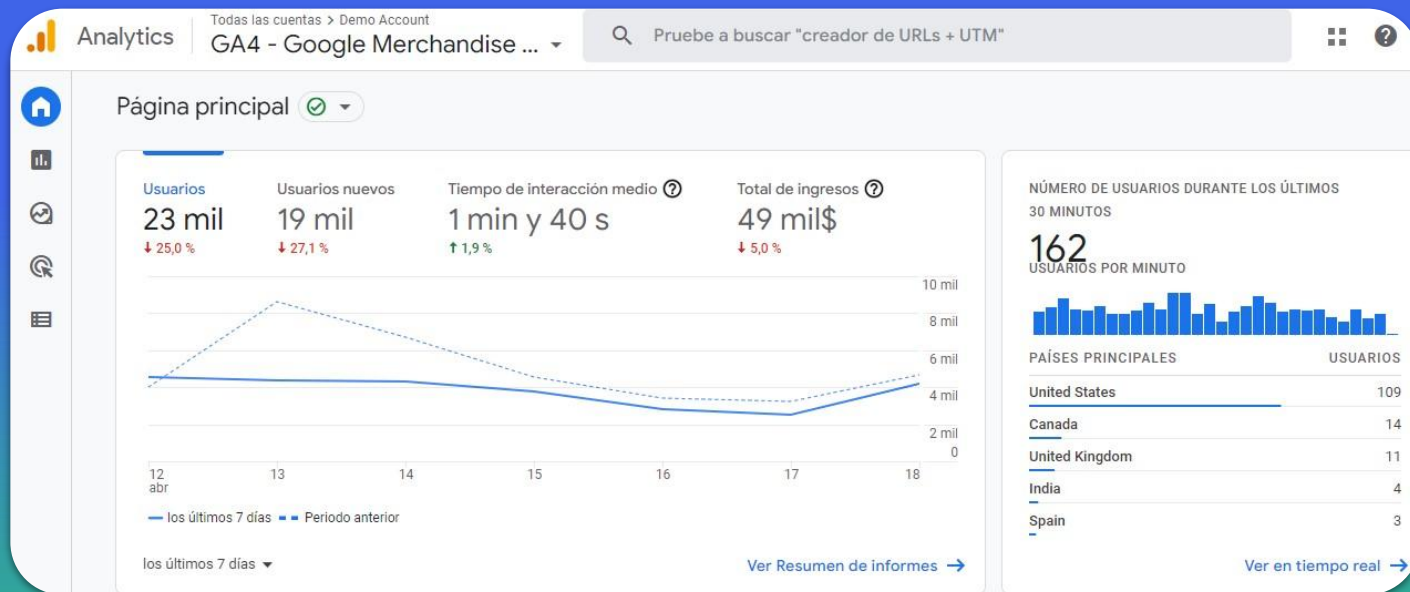 Analytics
Todas las cuentas > Demo Account
GA4 - Google Merchandise ...
Pruebe a buscar "creador de URLs + UTM"
Página principal
Usuarios
23 mil
↓ 25,0 %
Usuarios nuevos
19 mil
↓ 27,1 %
Tiempo de interacción medio
1 min y 40 s
↑ 1,9 %
Total de ingresos
49 mil$
↓ 5,0 %
10 mil
8 mil
6 mil
4 mil
2 mil
0
12
abr
13
14
15
16
17
18
los últimos 7 días
Periodo anterior
los últimos 7 días
Ver Resumen de informes
NÚMERO DE USUARIOS DURANTE LOS ÚLTIMOS
30 MINUTOS
162
USUARIOS POR MINUTO
PAÍSES PRINCIPALES USUARIOS
United States 109
Canada 14
United Kingdom 11
India 4
Spain 3
Ver en tiempo real